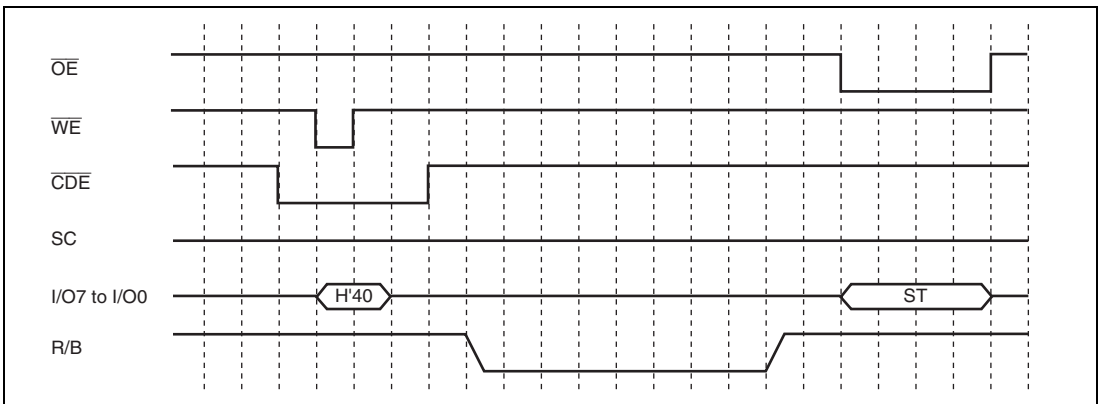 OE
WE
CDE
SC
I/O7 to I/O0 H'40 ST
R/B